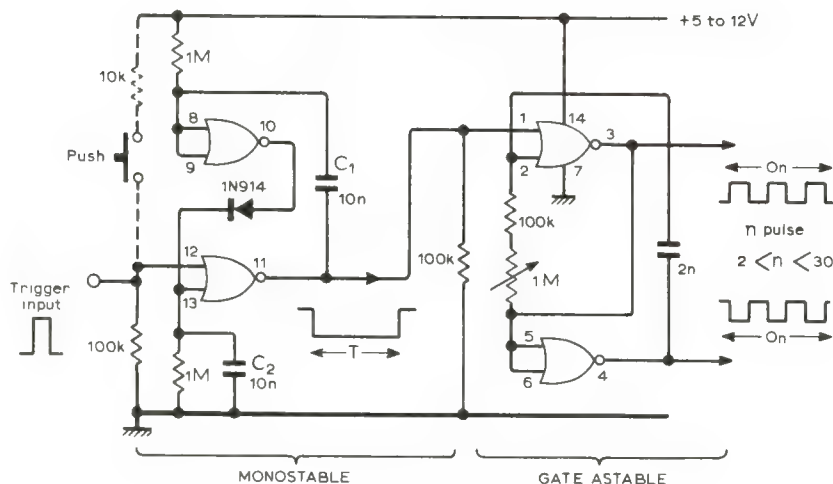 +5 to 12V
1M
10k
8
10
9
Push
C1
10n
1N914
12
11
13
Trigger
input
100k
1M
C2
10n
T
100k
1
14
3
2
7
100k
1M
2n
5
6
4
On
n pulse
2 < n < 30
On
MONOSTABLE
GATE ASTABLE